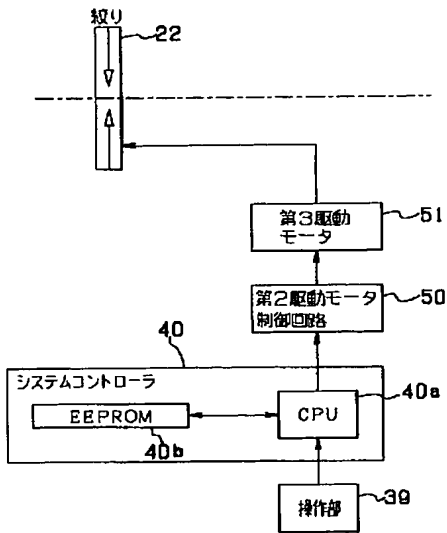 絞り
22
第3駆動
モータ
51
第2駆動モータ
制御回路
50
40
システムコントローラ
EEPROM
40b
CPU
40a
操作部
39